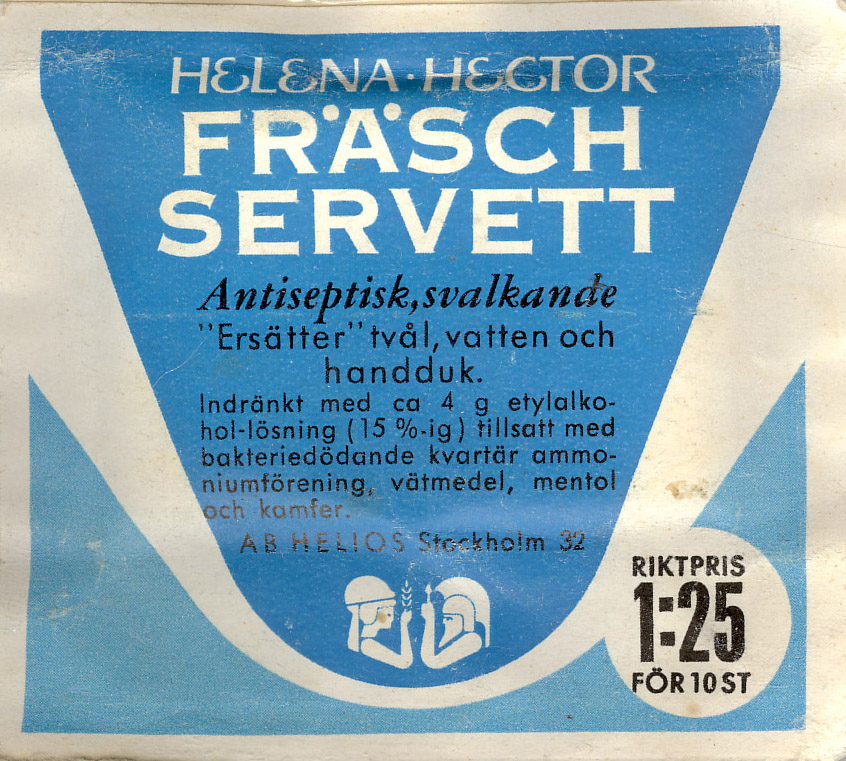 HELENA·HECTOR
FRÄSCH
SERVETT
Antiseptisk, svalkande
"Ersätter" tvål, vatten och
handduk.
Indränkt med ca 4 g etylalko-
hol-lösning (15 %-ig) tillsatt med
bakteriedödande kvartär ammo-
niumförening, vätmedel, mentol
och kamfer.
AB HELIOS Stockholm 32
RIKTPRIS
1:25
FÖR 10 ST